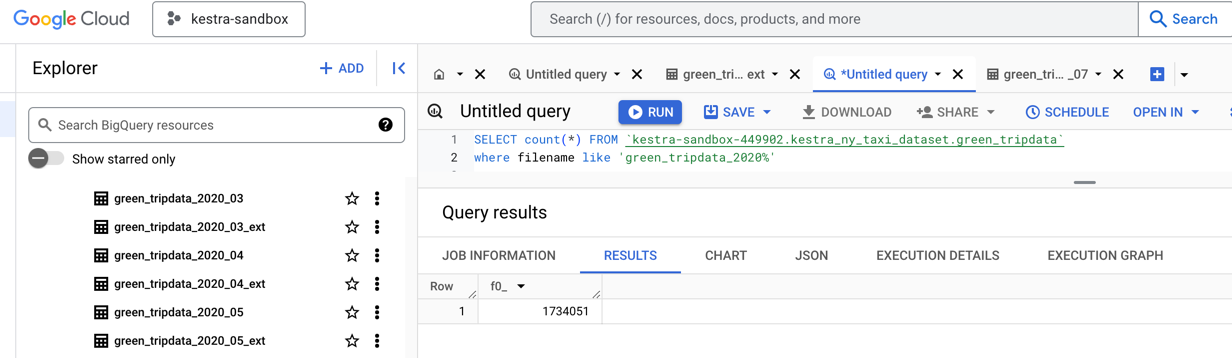 Google Cloud
kestra-sandbox
Search (/) for resources, docs, products, and more
Search
Explorer
+ ADD
Search BigQuery resources
?
Show starred only
green_tripdata_2020_03
green_tripdata_2020_03_ext
green_tripdata_2020_04
green_tripdata_2020_04_ext
green_tripdata_2020_05
green_tripdata_2020_05_ext
Untitled query
green_tri... ext
*Untitled query
green_tri... _07
Untitled query
RUN
SAVE
DOWNLOAD
SHARE
SCHEDULE
OPEN IN
1 SELECT count(*) FROM `kestra-sandbox-449902.kestra_ny_taxi_dataset.green_tripdata`
2 where filename like 'green_tripdata_2020%'
Query results
JOB INFORMATION
RESULTS
CHART
JSON
EXECUTION DETAILS
EXECUTION GRAPH
Row f0_
1 1734051